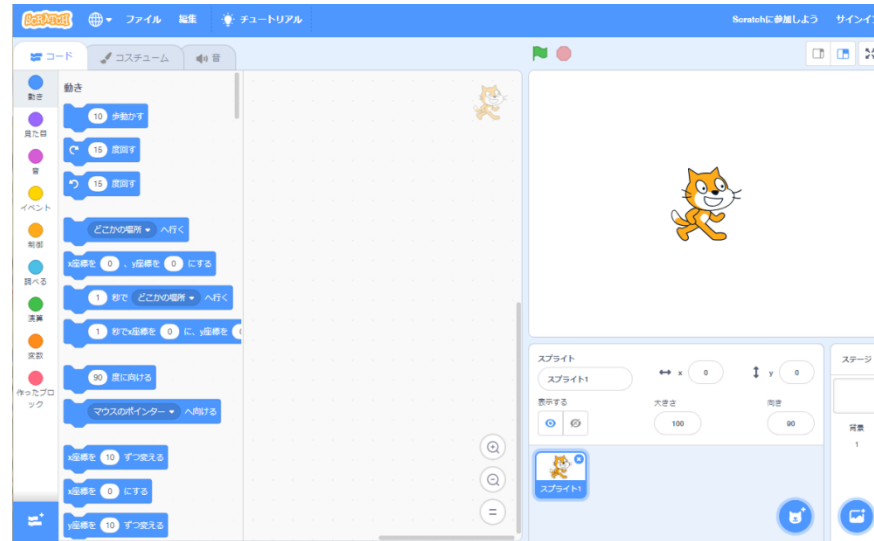 SCRATCH
ファイル 編集 チュートリアル Scratchに参加しよう サインイン
コード コスチューム 音
動き
見た目
音
イベント
制御
調べる
演算
変数
作ったブロック
動き
10 歩動かす
15 度回す
15 度回す
どこかの場所 へ行く
x座標を 0 、y座標を 0 にする
1 秒で どこかの場所 へ行く
1 秒でx座標を 0 に、y座標を
90 度に向ける
マウスのポインター へ向ける
x座標を 10 ずつ変える
x座標を 0 にする
y座標を 10 ずつ変える
スプライト
スプライト1
x 0
y 0
表示する
大きさ
100
向き
90
スプライト1
ステージ
背景
1